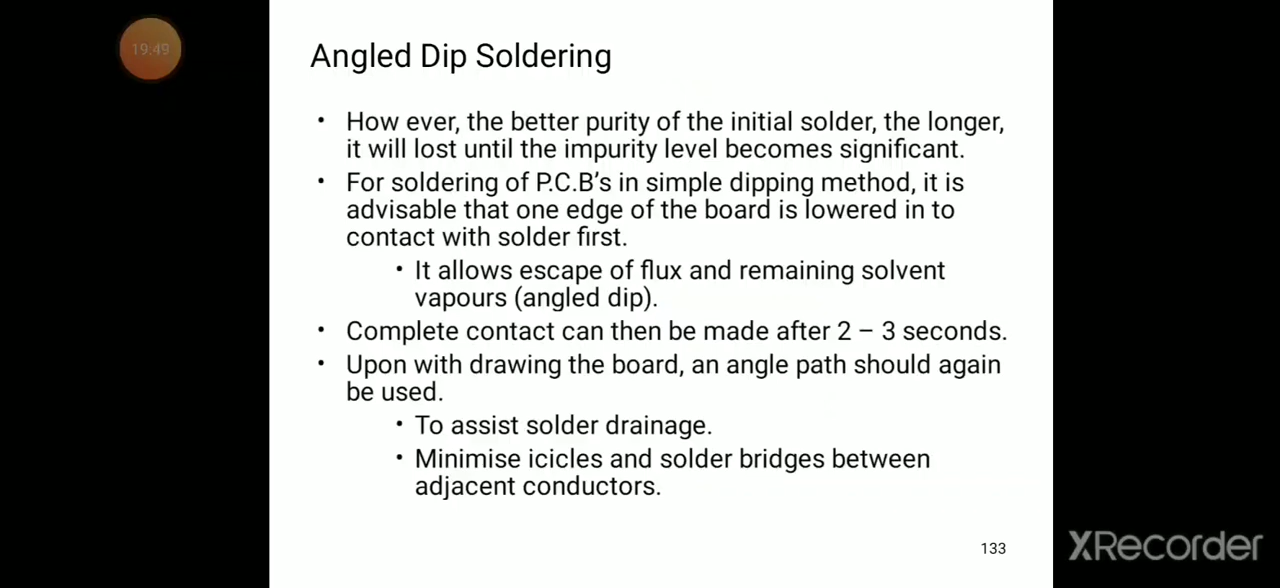 19:49
Angled Dip Soldering
• How ever, the better purity of the initial solder, the longer,
it will lost until the impurity level becomes significant.
• For soldering of P.C.B's in simple dipping method, it is
advisable that one edge of the board is lowered in to
contact with solder first.
• It allows escape of flux and remaining solvent
vapours (angled dip).
• Complete contact can then be made after 2 – 3 seconds.
• Upon with drawing the board, an angle path should again
be used.
• To assist solder drainage.
• Minimise icicles and solder bridges between
adjacent conductors.
133
XRecorder